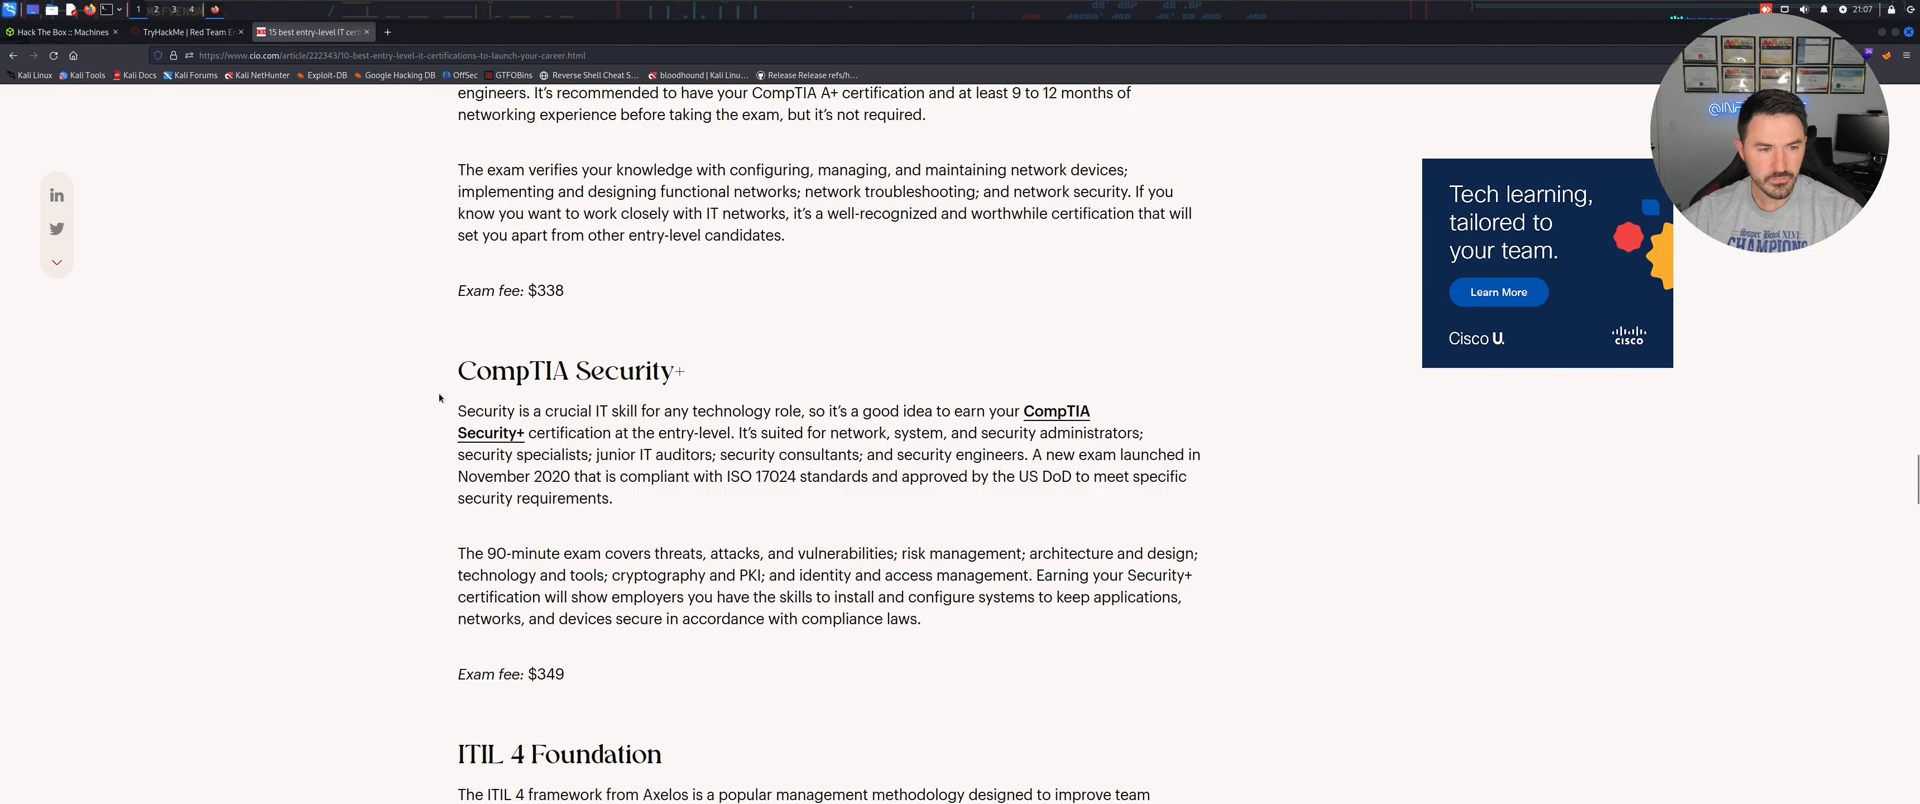 1 2 3 4
21:07
Hack The Box :: Machines
TryHackMe | Red Team E
15 best entry-level IT cert
https://www.cio.com/article/222343/10-best-entry-level-it-certifications-to-launch-your-career.html
Kali Linux Kali Tools Kali Docs Kali Forums Kali NetHunter Exploit-DB Google Hacking DB OffSec GTFOBins Reverse Shell Cheat S... bloodhound | Kali Linu... Release Release refs/h...
engineers. It’s recommended to have your CompTIA A+ certification and at least 9 to 12 months of
networking experience before taking the exam, but it’s not required.
The exam verifies your knowledge with configuring, managing, and maintaining network devices;
implementing and designing functional networks; network troubleshooting; and network security. If you
know you want to work closely with IT networks, it’s a well-recognized and worthwhile certification that will
set you apart from other entry-level candidates.
Exam fee: $338
CompTIA Security+
Security is a crucial IT skill for any technology role, so it’s a good idea to earn your CompTIA
Security+ certification at the entry-level. It’s suited for network, system, and security administrators;
security specialists; junior IT auditors; security consultants; and security engineers. A new exam launched in
November 2020 that is compliant with ISO 17024 standards and approved by the US DoD to meet specific
security requirements.
The 90-minute exam covers threats, attacks, and vulnerabilities; risk management; architecture and design;
technology and tools; cryptography and PKI; and identity and access management. Earning your Security+
certification will show employers you have the skills to install and configure systems to keep applications,
networks, and devices secure in accordance with compliance laws.
Exam fee: $349
ITIL 4 Foundation
The ITIL 4 framework from Axelos is a popular management methodology designed to improve team
Tech learning,
tailored to
your team.
Learn More
Cisco U.
CISCO
Super Bowl XLVI
CHAMPIONS